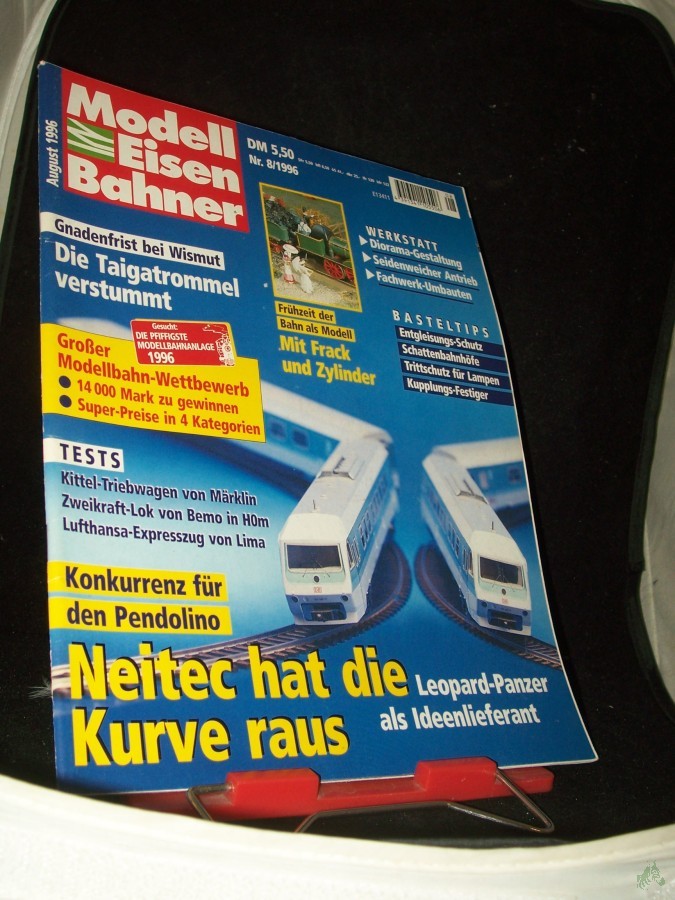 August 1996
Modell
Eisen
Bahner
DM 5,50
Nr. 8/1996
Gnadenfrist bei Wismut
Die Taigatrommel
verstummt
WERKSTATT
Diorama-Gestaltung
Seidenweicher Antrieb
Fachwerk-Umbauten
Frühzeit der
Bahn als Modell
Mit Frack
und Zylinder
BASTELTIPS
Entgleisungs-Schutz
Schattenbahnhöfe
Trittschutz für Lampen
Kupplungs-Festiger
Gesucht:
DIE PFIFFIGSTE
MODELLBAHNANLAGE
1996
Großer
Modellbahn-Wettbewerb
● 14 000 Mark zu gewinnen
● Super-Preise in 4 Kategorien
TESTS
Kittel-Triebwagen von Märklin
Zweikraft-Lok von Bemo in H0m
Lufthansa-Expresszug von Lima
Konkurrenz für
den Pendolino
Neitec hat die
Kurve raus
Leopard-Panzer
als Ideenlieferant